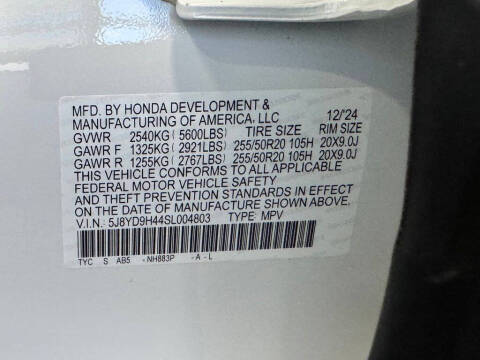 MFD. BY HONDA DEVELOPMENT &
MANUFACTURING OF AMERICA, LLC 12/'24
GVWR 2540KG ( 5600LBS) TIRE SIZE RIM SIZE
GAWR F 1325KG ( 2921LBS) 255/50R20 105H 20X9.0J
GAWR R 1255KG ( 2767LBS) 255/50R20 105H 20X9.0J
THIS VEHICLE CONFORMS TO ALL APPLICABLE
FEDERAL MOTOR VEHICLE SAFETY
AND THEFT PREVENTION STANDARDS IN EFFECT
ON THE DATE OF MANUFACTURE SHOWN ABOVE.
V.I.N.: 5J8YD9H44SL004803 TYPE: MPV
TYC S AB5 - NH883P - A - L